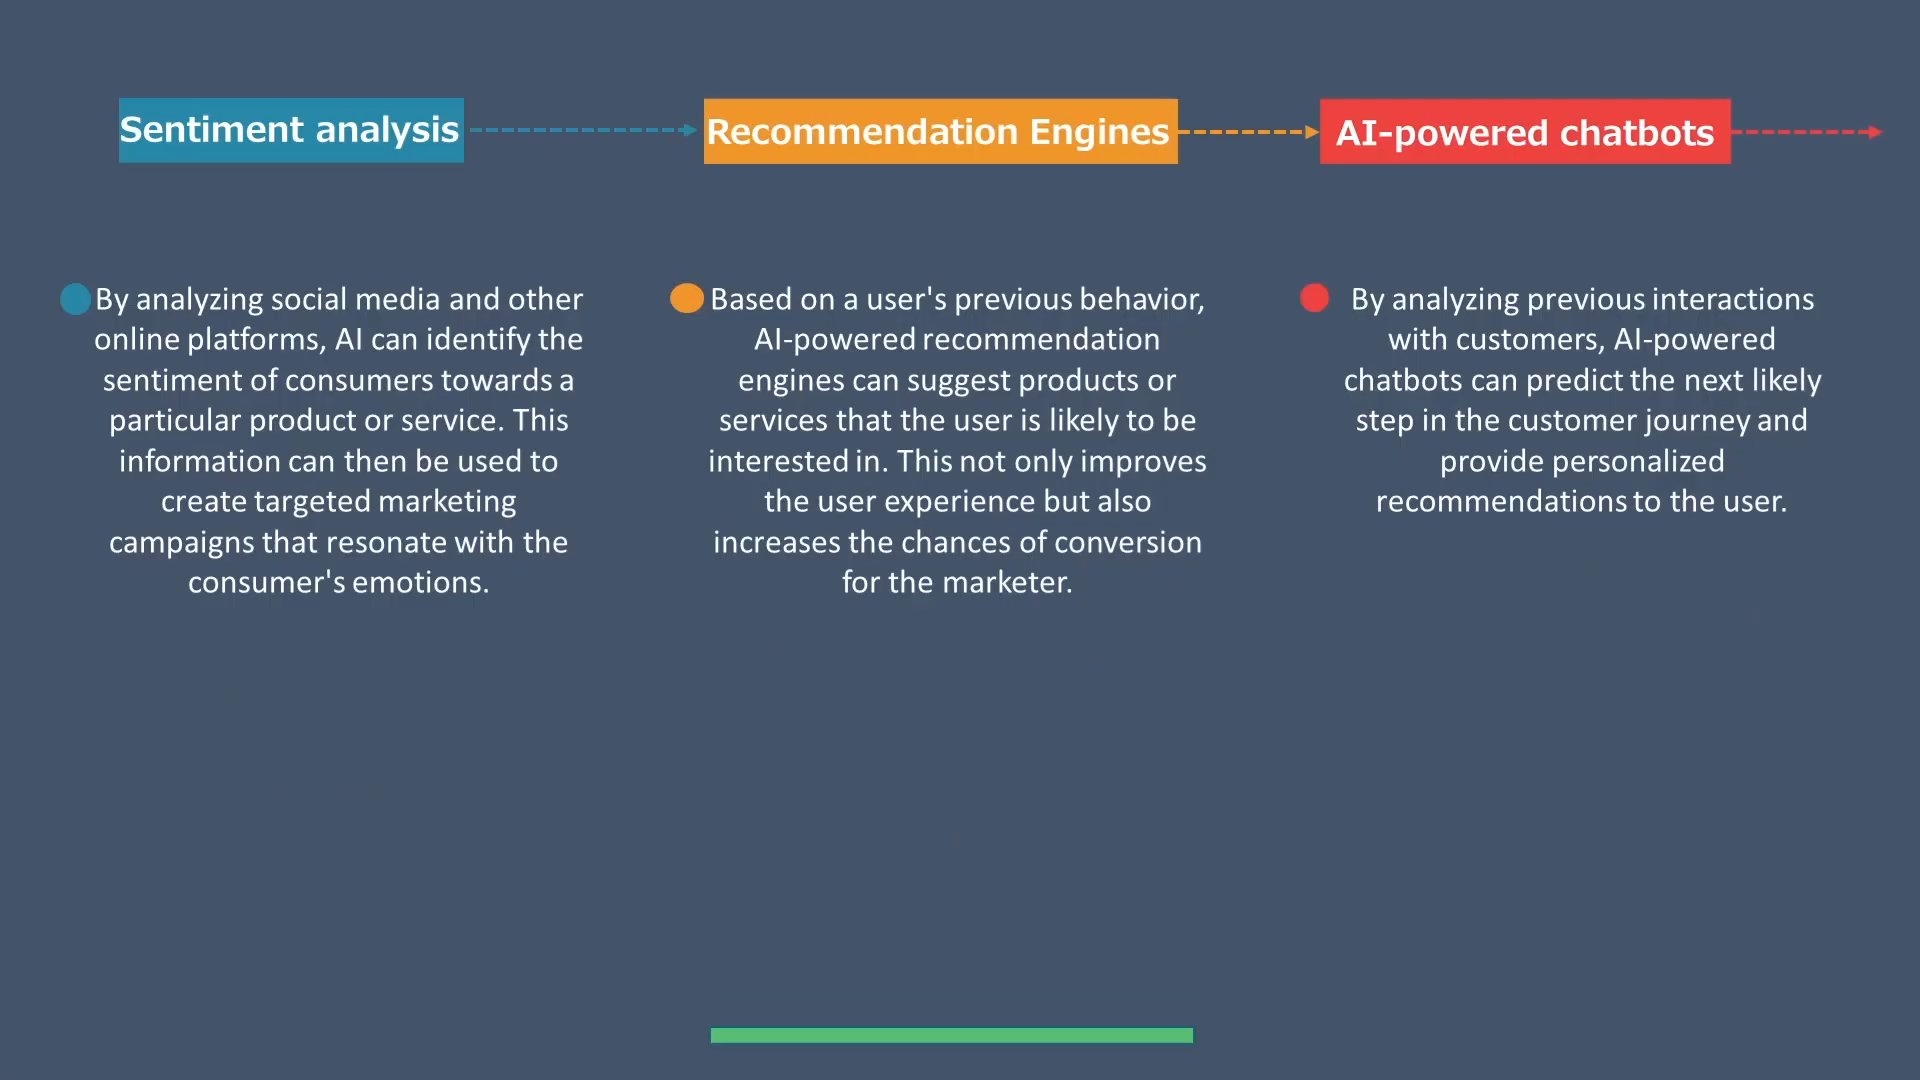 Sentiment analysis
Recommendation Engines
AI-powered chatbots
By analyzing social media and other
online platforms, AI can identify the
sentiment of consumers towards a
particular product or service. This
information can then be used to
create targeted marketing
campaigns that resonate with the
consumer's emotions.
Based on a user's previous behavior,
AI-powered recommendation
engines can suggest products or
services that the user is likely to be
interested in. This not only improves
the user experience but also
increases the chances of conversion
for the marketer.
By analyzing previous interactions
with customers, AI-powered
chatbots can predict the next likely
step in the customer journey and
provide personalized
recommendations to the user.